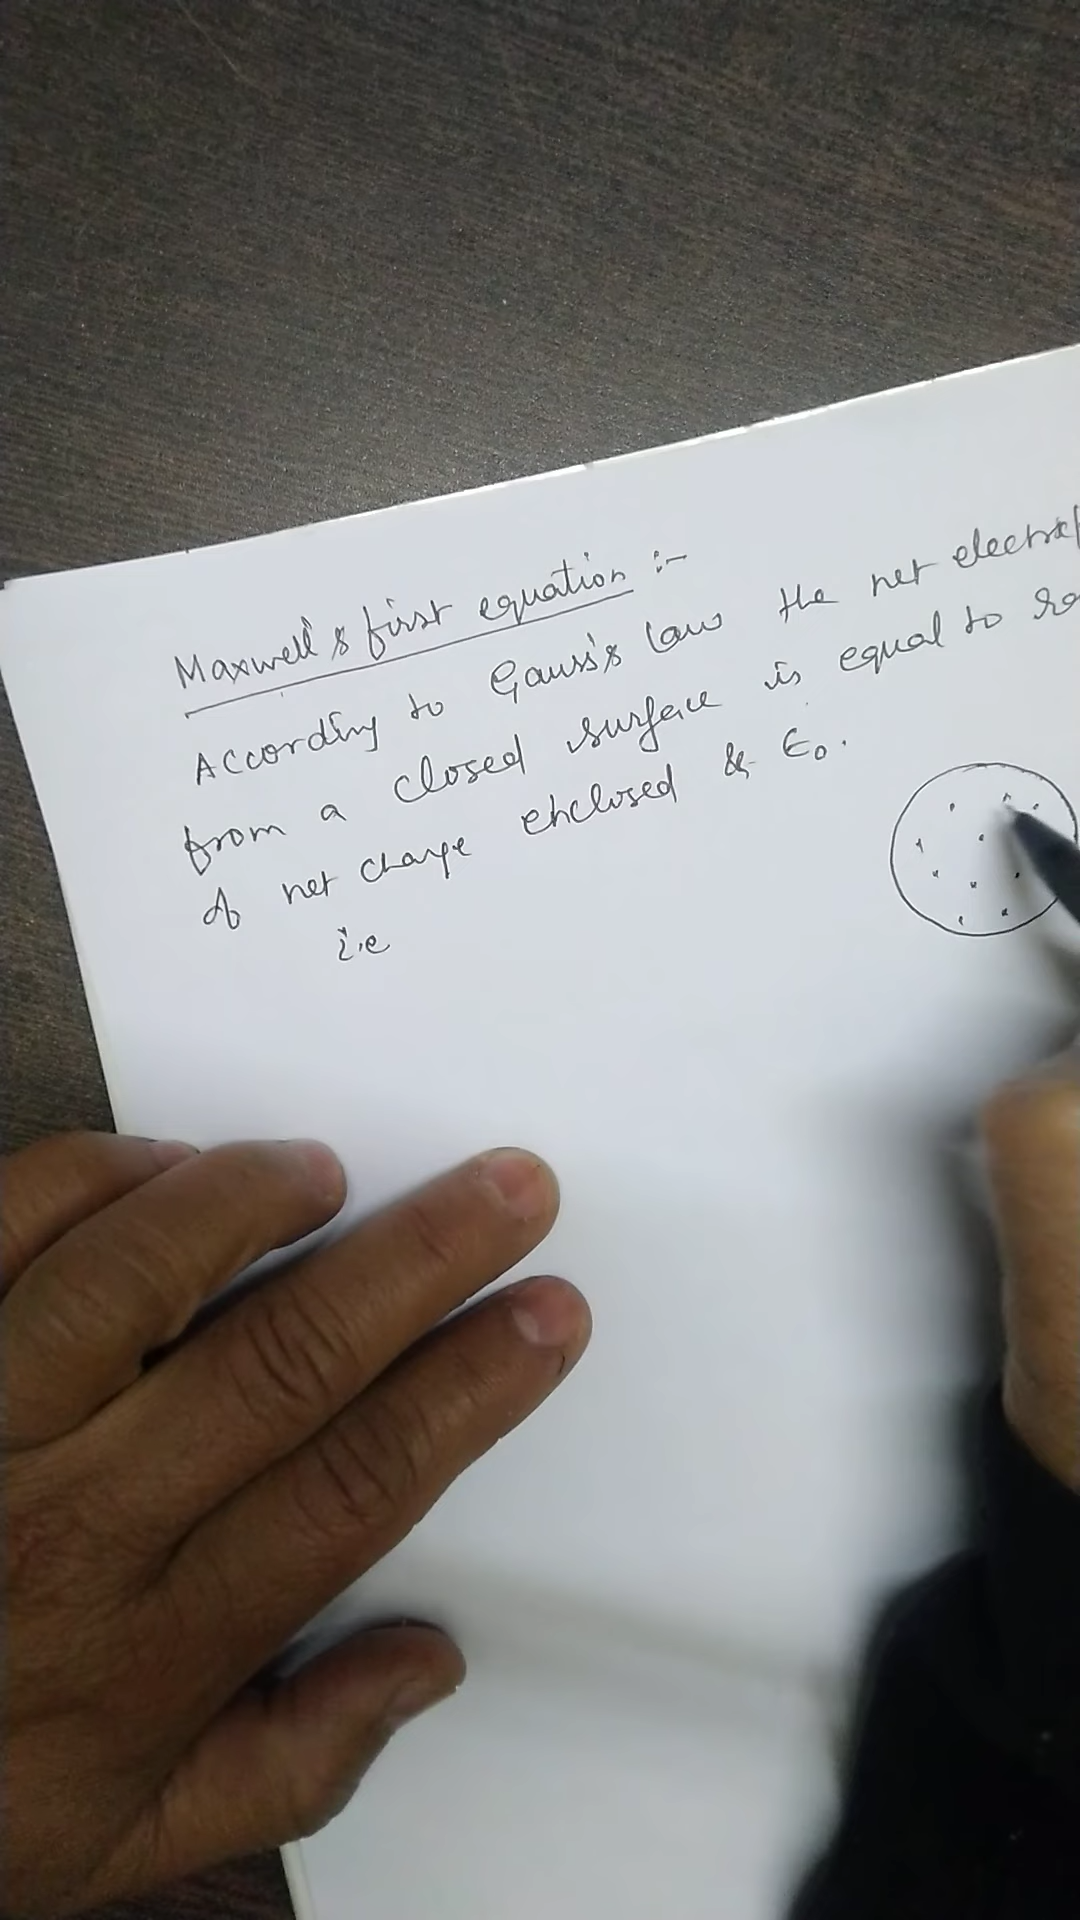 Maxwell's first equation :-
According to Gauss's law the net electric
from a closed surface is equal to
of net charge enclosed & ϵ₀.
i.e